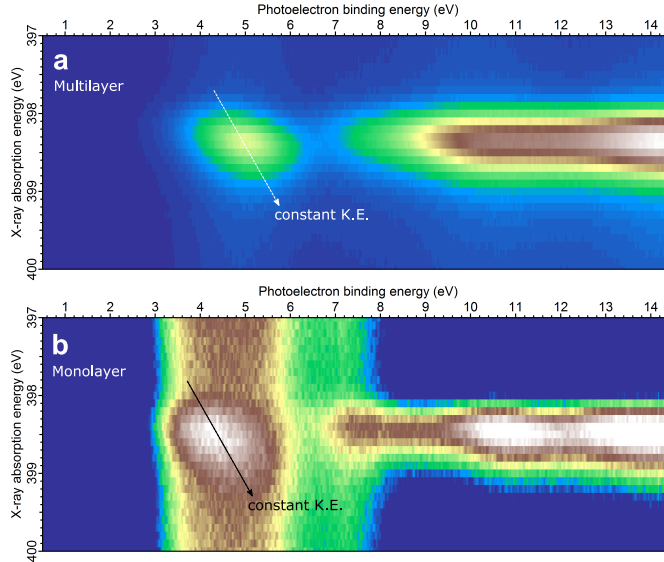 Photoelectron binding energy (eV)
1 2 3 4 5 6 7 8 9 10 11 12 13 14
X-ray absorption energy (eV)
397
398
399
400
a
Multilayer
constant K.E.
Photoelectron binding energy (eV)
1 2 3 4 5 6 7 8 9 10 11 12 13 14
X-ray absorption energy (eV)
397
398
399
400
b
Monolayer
constant K.E.